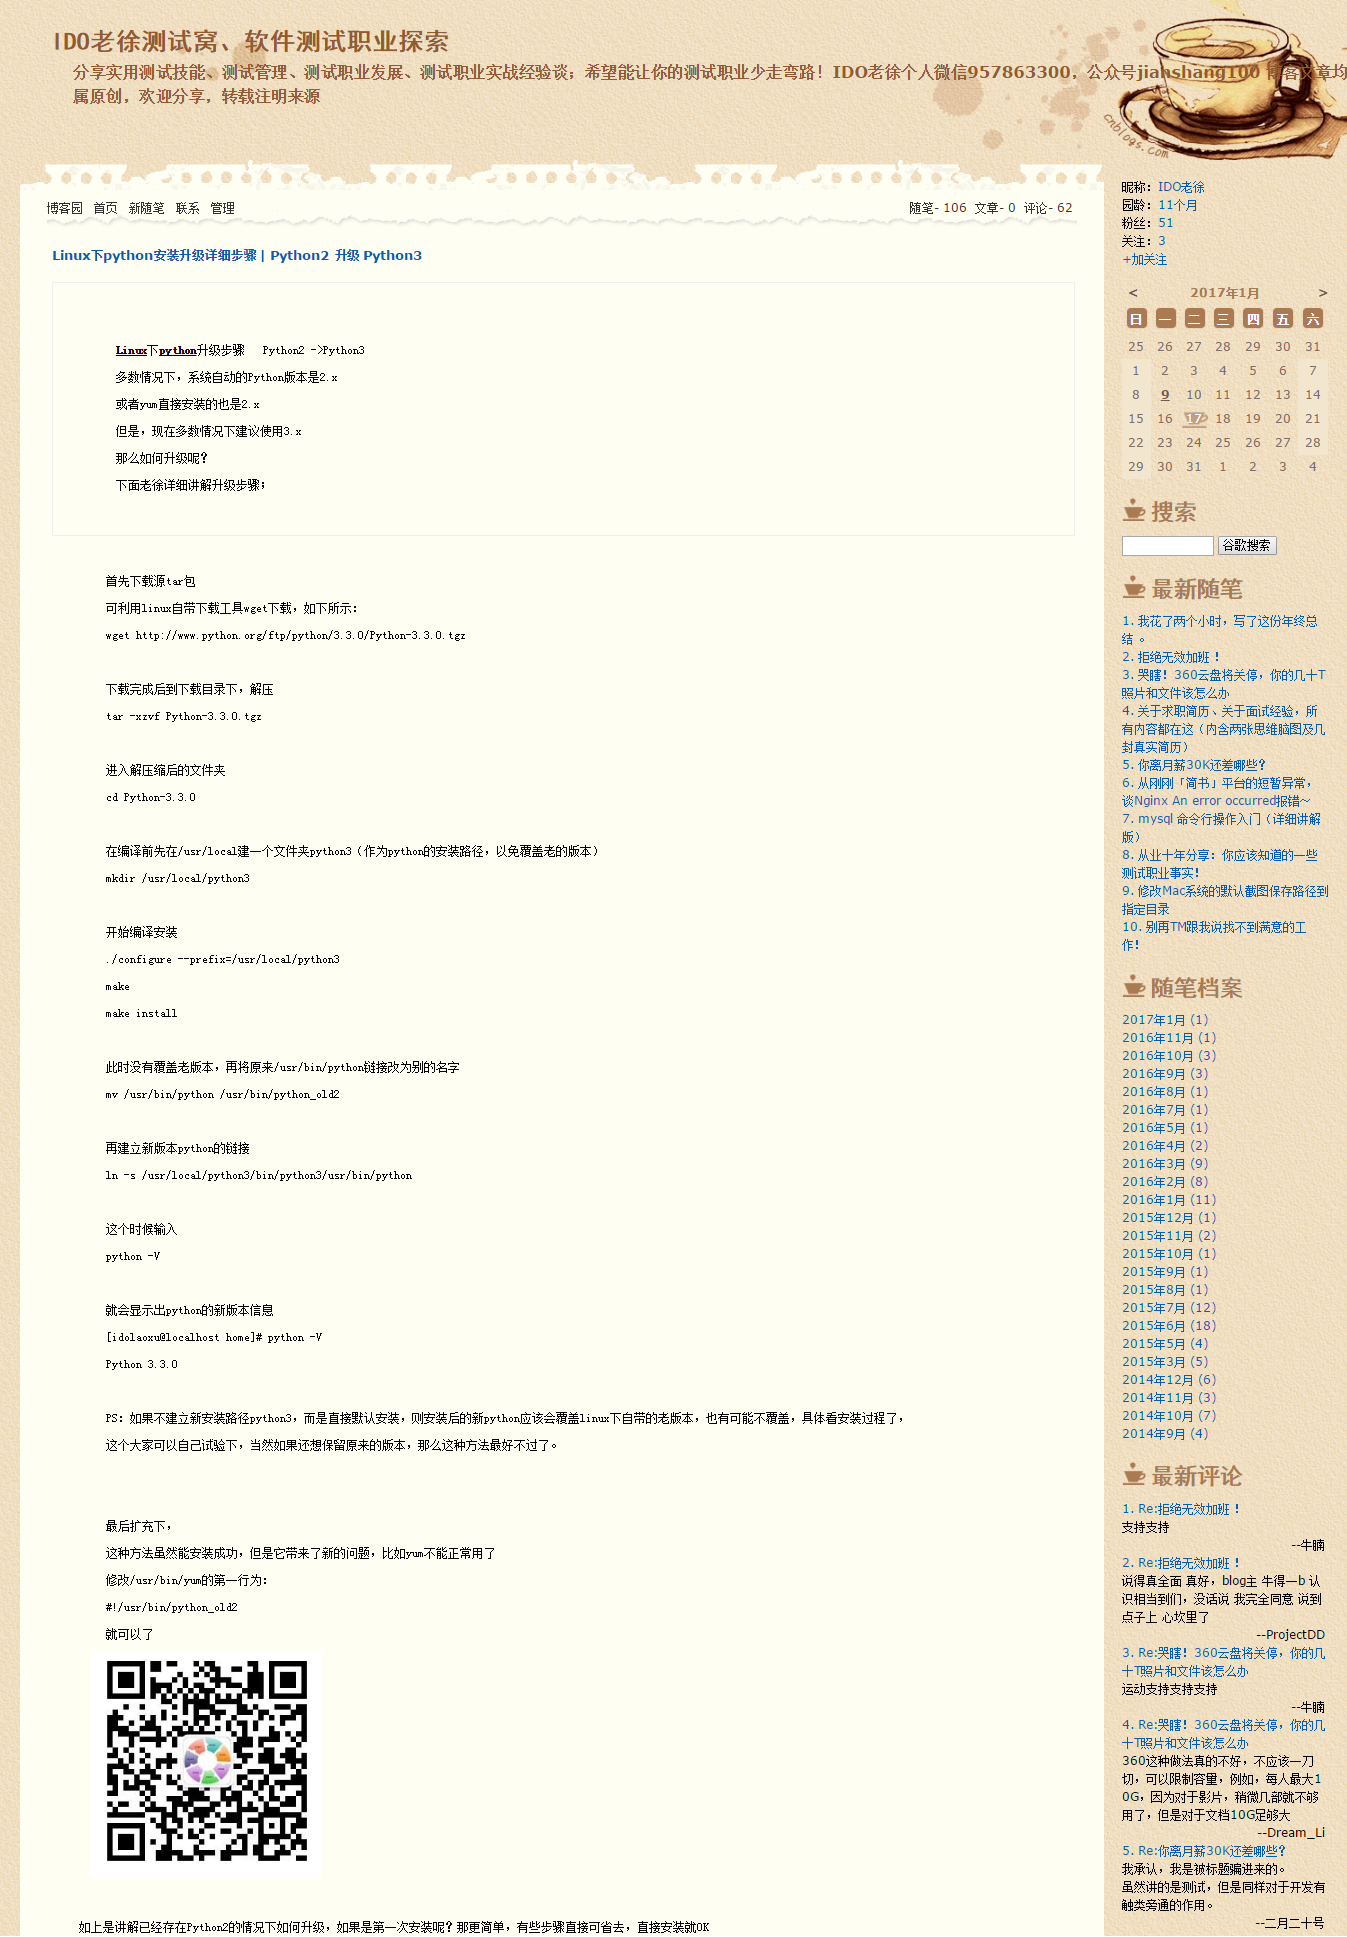 IDO老徐测试窝、软件测试职业探索
分享实用测试技能、测试管理、测试职业发展、测试职业实战经验谈；希望能让你的测试职业少走弯路！IDO老徐个人微信957863300，公众号jianshang100 博客文章均
属原创，欢迎分享，转载注明来源
cnblogs.com
博客园 首页 新随笔 联系 管理
随笔- 106 文章- 0 评论- 62
Linux下python安装升级详细步骤 | Python2 升级 Python3
Linux下python升级步骤 Python2 ->Python3
多数情况下，系统自动的Python版本是2.x
或者yum直接安装的也是2.x
但是，现在多数情况下建议使用3.x
那么如何升级呢？
下面老徐详细讲解升级步骤；
首先下载源tar包
可利用linux自带下载工具wget下载，如下所示：
wget http://www.python.org/ftp/python/3.3.0/Python-3.3.0.tgz
下载完成后到下载目录下，解压
tar -xzvf Python-3.3.0.tgz
进入解压缩后的文件夹
cd Python-3.3.0
在编译前先在/usr/local建一个文件夹python3（作为python的安装路径，以免覆盖老的版本）
mkdir /usr/local/python3
开始编译安装
./configure --prefix=/usr/local/python3
make
make install
此时没有覆盖老版本，再将原来/usr/bin/python链接改为别的名字
mv /usr/bin/python /usr/bin/python_old2
再建立新版本python的链接
ln -s /usr/local/python3/bin/python3/usr/bin/python
这个时候输入
python -V
就会显示出python的新版本信息
[idolaoxu@localhost home]# python -V
Python 3.3.0
PS：如果不建立新安装路径python3，而是直接默认安装，则安装后的新python应该会覆盖linux下自带的老版本，也有可能不覆盖，具体看安装过程了，
这个大家可以自己试验下，当然如果还想保留原来的版本，那么这种方法最好不过了。
最后扩充下，
这种方法虽然能安装成功，但是它带来了新的问题，比如yum不能正常用了
修改/usr/bin/yum的第一行为：
#!/usr/bin/python_old2
就可以了
如上是讲解已经存在Python2的情况下如何升级，如果是第一次安装呢？那更简单，有些步骤直接可省去，直接安装就OK
昵称：IDO老徐
园龄：11个月
粉丝：51
关注：3
+加关注
< 2017年1月 >
日 一 二 三 四 五 六
25 26 27 28 29 30 31
1 2 3 4 5 6 7
8 9 10 11 12 13 14
15 16 17 18 19 20 21
22 23 24 25 26 27 28
29 30 31 1 2 3 4
搜索
谷歌搜索
最新随笔
1. 我花了两个小时，写了这份年终总
结 。
2. 拒绝无效加班 ！
3. 哭瞎！360云盘将关停，你的几十T
照片和文件该怎么办
4. 关于求职简历、关于面试经验，所
有内容都在这（内含两张思维脑图及几
封真实简历）
5. 你离月薪30K还差哪些？
6. 从刚刚「简书」平台的短暂异常，
谈Nginx An error occurred报错～
7. mysql 命令行操作入门（详细讲解
版）
8. 从业十年分享：你应该知道的一些
测试职业事实！
9. 修改Mac系统的默认截图保存路径到
指定目录
10. 别再TM跟我说找不到满意的工
作！
随笔档案
2017年1月 (1)
2016年11月 (1)
2016年10月 (3)
2016年9月 (3)
2016年8月 (1)
2016年7月 (1)
2016年5月 (1)
2016年4月 (2)
2016年3月 (9)
2016年2月 (8)
2016年1月 (11)
2015年12月 (1)
2015年11月 (2)
2015年10月 (1)
2015年9月 (1)
2015年8月 (1)
2015年7月 (12)
2015年6月 (18)
2015年5月 (4)
2015年3月 (5)
2014年12月 (6)
2014年11月 (3)
2014年10月 (7)
2014年9月 (4)
最新评论
1. Re:拒绝无效加班 ！
支持支持
--牛腩
2. Re:拒绝无效加班 ！
说得真全面 真好，blog主 牛得一b 认
识相当到们，没话说 我完全同意 说到
点子上 心坎里了
--ProjectDD
3. Re:哭瞎！360云盘将关停，你的几
十T照片和文件该怎么办
运动支持支持支持
--牛腩
4. Re:哭瞎！360云盘将关停，你的几
十T照片和文件该怎么办
360这种做法真的不好，不应该一刀
切，可以限制容量，例如，每人最大1
0G，因为对于影片，稍微几部就不够
用了，但是对于文档10G足够大
--Dream_Li
5. Re:你离月薪30K还差哪些？
我承认，我是被标题骗进来的。
虽然讲的是测试，但是同样对于开发有
触类旁通的作用。
--二月二十号